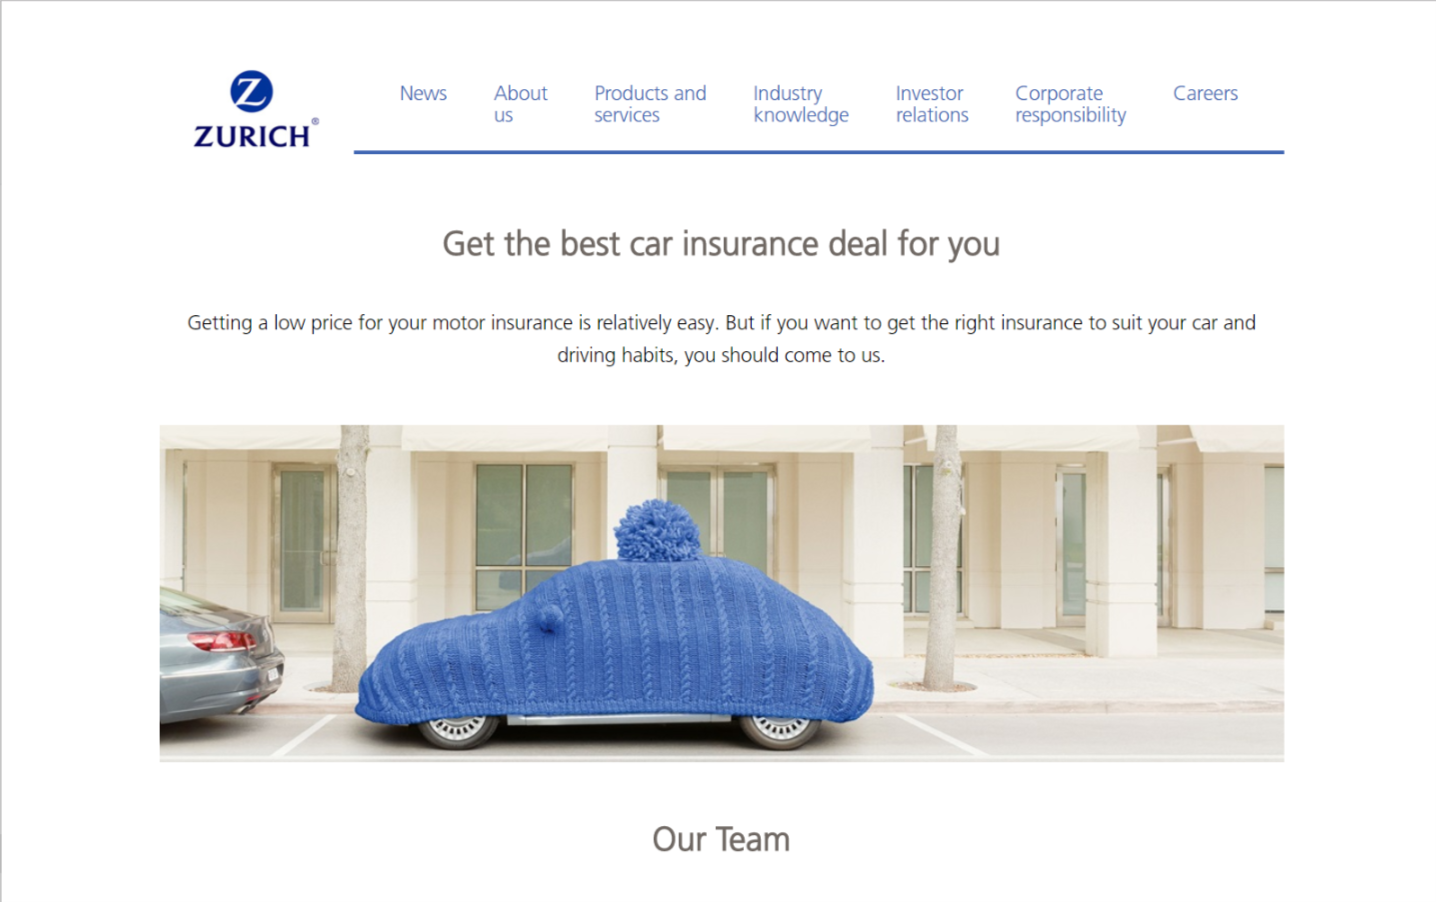 Z
ZURICH®
News
About
us
Products and
services
Industry
knowledge
Investor
relations
Corporate
responsibility
Careers
Get the best car insurance deal for you
Getting a low price for your motor insurance is relatively easy. But if you want to get the right insurance to suit your car and
driving habits, you should come to us.
Our Team